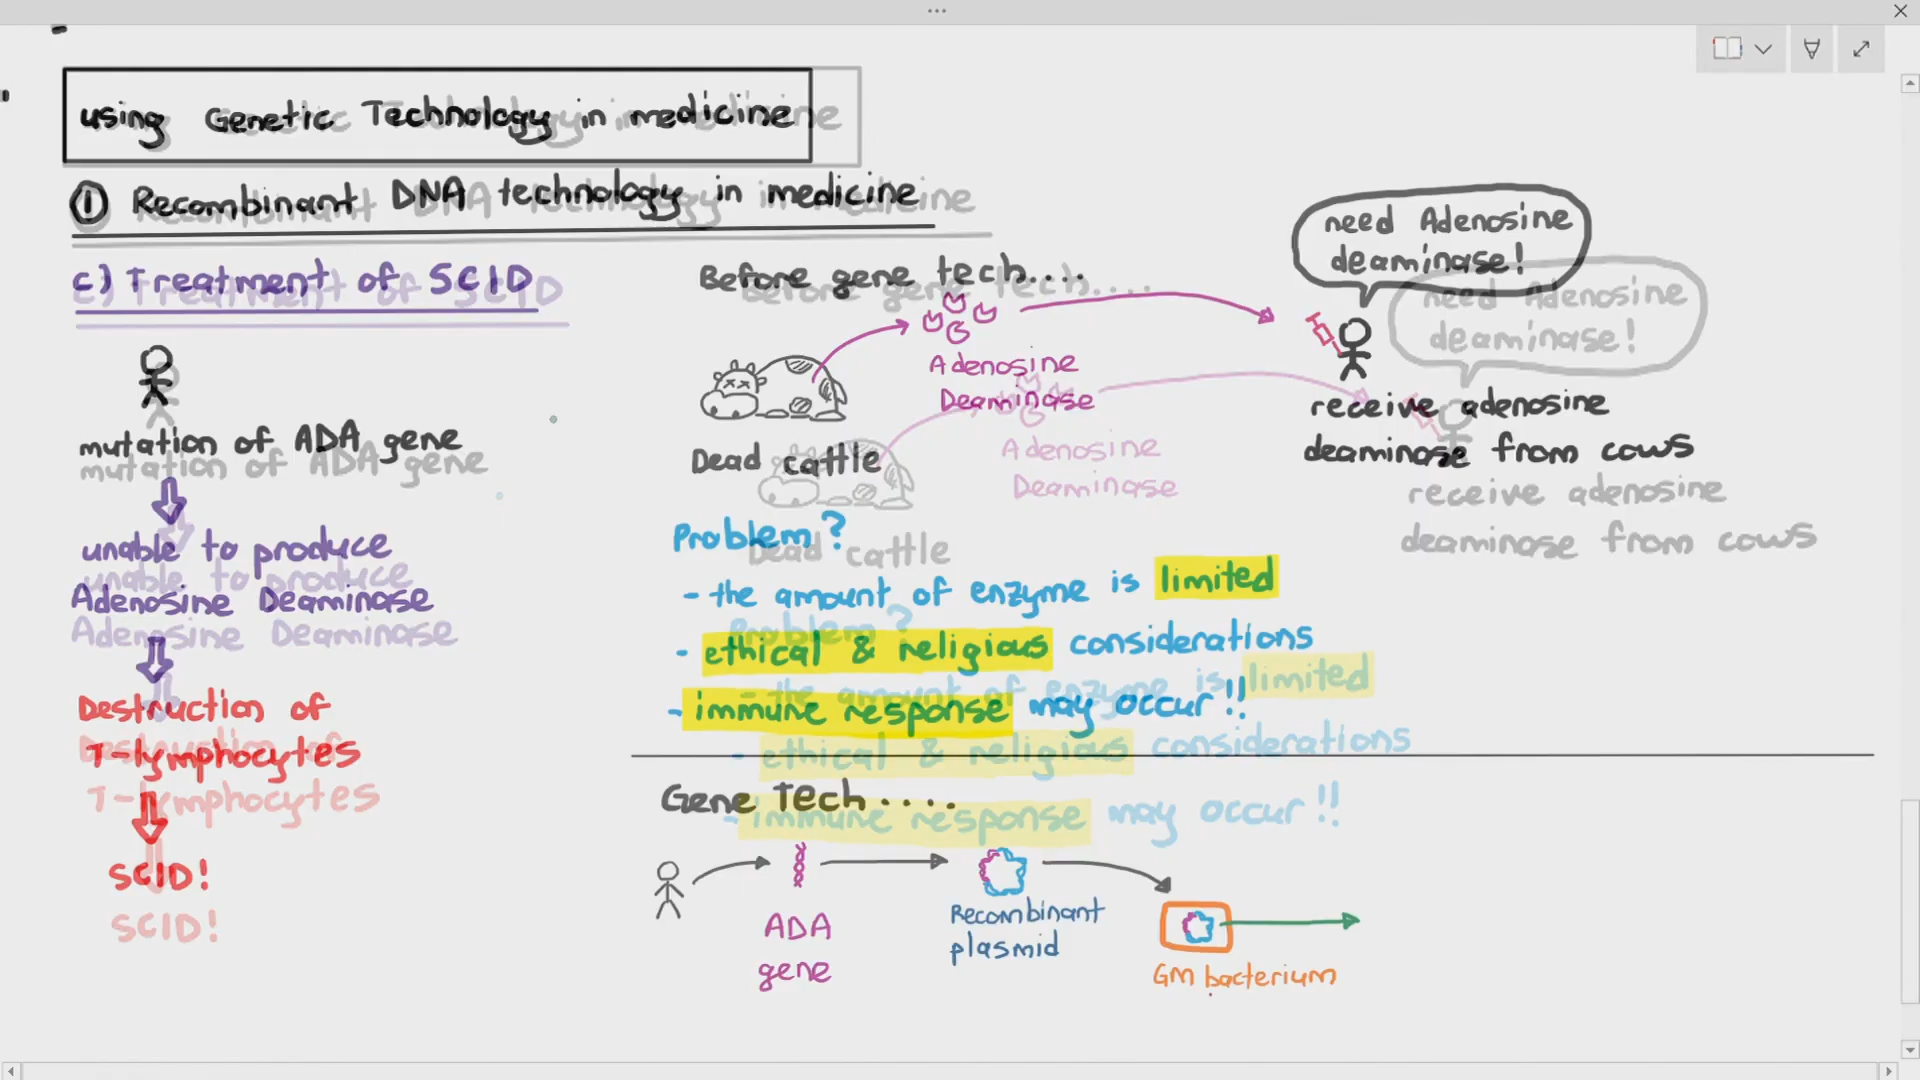 using Genetic Technology in medicine
① Recombinant DNA technology in medicine
c) Treatment of SCID
mutation of ADA gene
unable to produce
Adenosine Deaminase
Destruction of
T-lymphocytes
SCID!
Before gene tech....
Adenosine
Deaminase
Dead cattle
need Adenosine
deaminase!
receive adenosine
deaminase from cows
Problem?
- the amount of enzyme is limited
- ethical & religious considerations
- immune response may occur!!
Gene Tech.....
ADA
gene
Recombinant
plasmid
GM bacterium